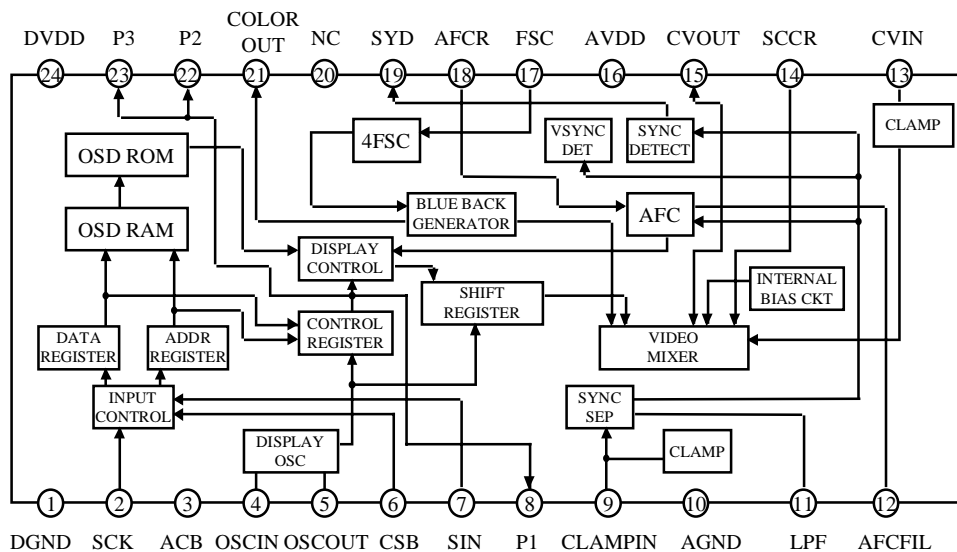 DVDD P3 P2 COLOR OUT NC SYD AFCR FSC AVDD CVOUT SCCR CVIN
24 23 22 21 20 19 18 17 16 15 14 13
CLAMP
4FSC
VSYNC
DET
SYNC
DETECT
OSD ROM
OSD RAM
BLUE BACK
GENERATOR
AFC
DISPLAY
CONTROL
INTERNAL
BIAS CKT
SHIFT
REGISTER
DATA
REGISTER
ADDR
REGISTER
CONTROL
REGISTER
VIDEO
MIXER
INPUT
CONTROL
SYNC
SEP
DISPLAY
OSC
CLAMP
1 2 3 4 5 6 7 8 9 10 11 12
DGND SCK ACB OSCIN OSCOUT CSB SIN P1 CLAMPIN AGND LPF AFCFIL